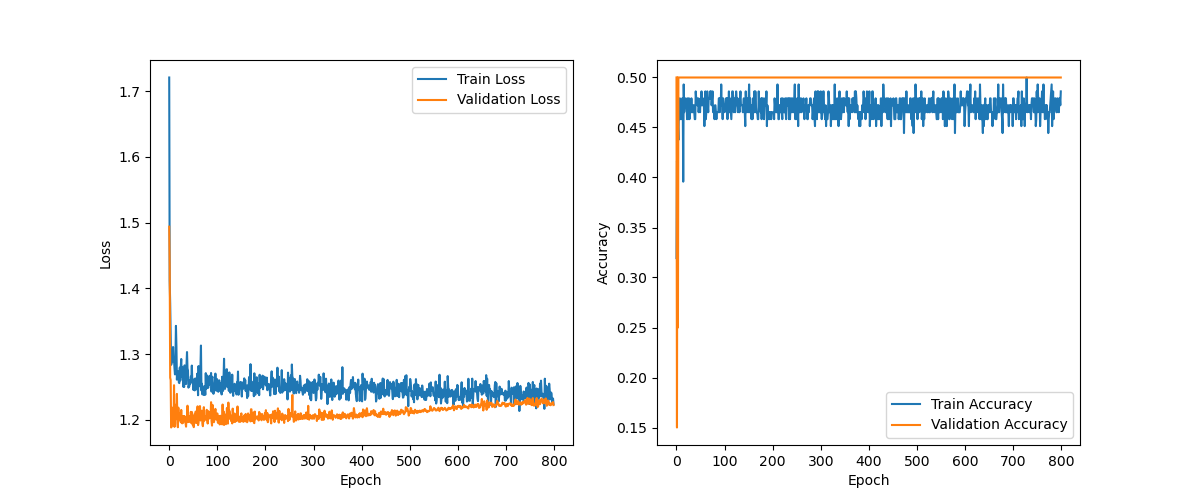 1.7
1.6
1.5
1.4
1.3
1.2
Loss
0 100 200 300 400 500 600 700 800
Epoch
Train Loss
Validation Loss
0.50
0.45
0.40
0.35
0.30
0.25
0.20
0.15
Accuracy
0 100 200 300 400 500 600 700 800
Epoch
Train Accuracy
Validation Accuracy